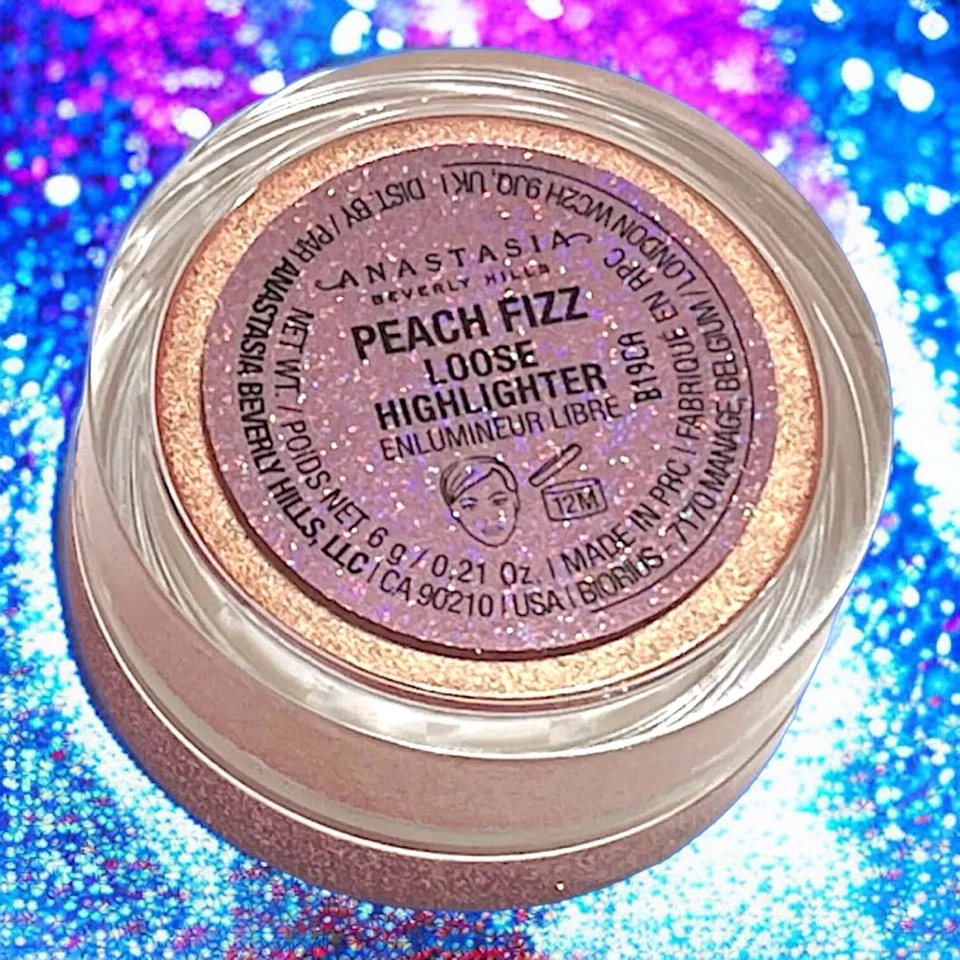 ANASTASIA
BEVERLY HILLS
PEACH FIZZ
LOOSE
HIGHLIGHTER
ENLUMINEUR LIBRE
12M
B19CA
NET WT. / POIDS NET. 6 g / 0.21 Oz. | MADE IN PRC | FABRIQUÉ EN RPC
DIST. BY / PAR ANASTASIA BEVERLY HILLS, LLC | CA 90210 | USA | BIORIUS 7170 MANAGE, BELGIUM / LONDON WC2H 9JQ, UK |